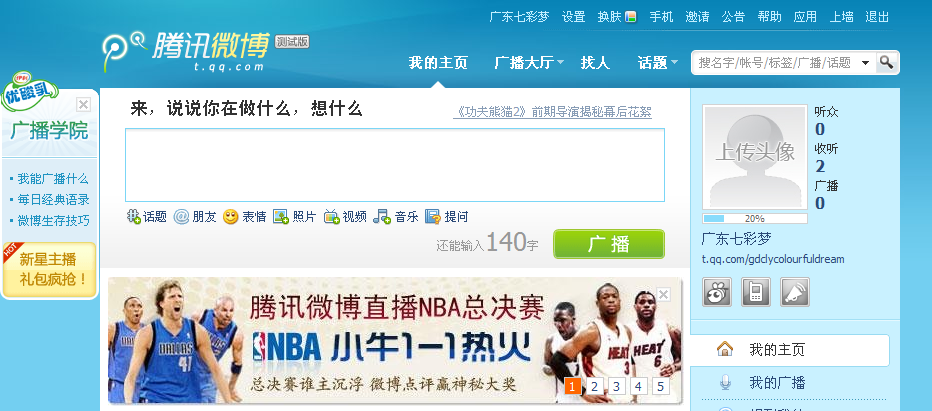 广东七彩梦 设置 换肤 手机 邀请 公告 帮助 应用 上墙 退出
腾讯微博 测试版
t.qq.com
我的主页 广播大厅 找人 话题 搜名字/帐号/标签/广播/话题
伊利
优酸乳
广播学院
我能广播什么
每日经典语录
微博生存技巧
HOT
新星主播
礼包疯抢!
来，说说你在做什么，想什么
《功夫熊猫2》前期导演揭秘幕后花絮
话题 朋友 表情 照片 视频 音乐 提问
还能输入140字 广 播
腾讯微博直播NBA总决赛
NBA 小牛1-1热火
总决赛谁主沉浮 微博点评赢神秘大奖
DALLAS
41
MIAMI
HEAT
HEAT
6
1 2 3 4 5
上传头像
听众
0
收听
2
广播
0
20%
广东七彩梦
t.qq.com/gdclycolourfuldream
我的主页
我的广播